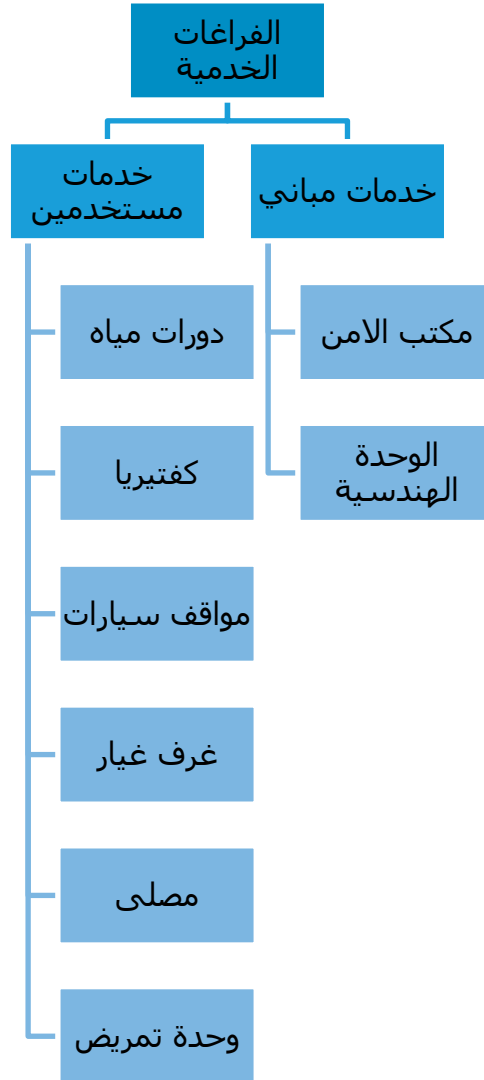 الفراغات
الخدمية
خدمات مباني
خدمات
مستخدمين
مكتب الامن
الوحدة
الهندسية
دورات مياه
كفتيريا
مواقف سيارات
غرف غيار
مصلى
وحدة تمريض